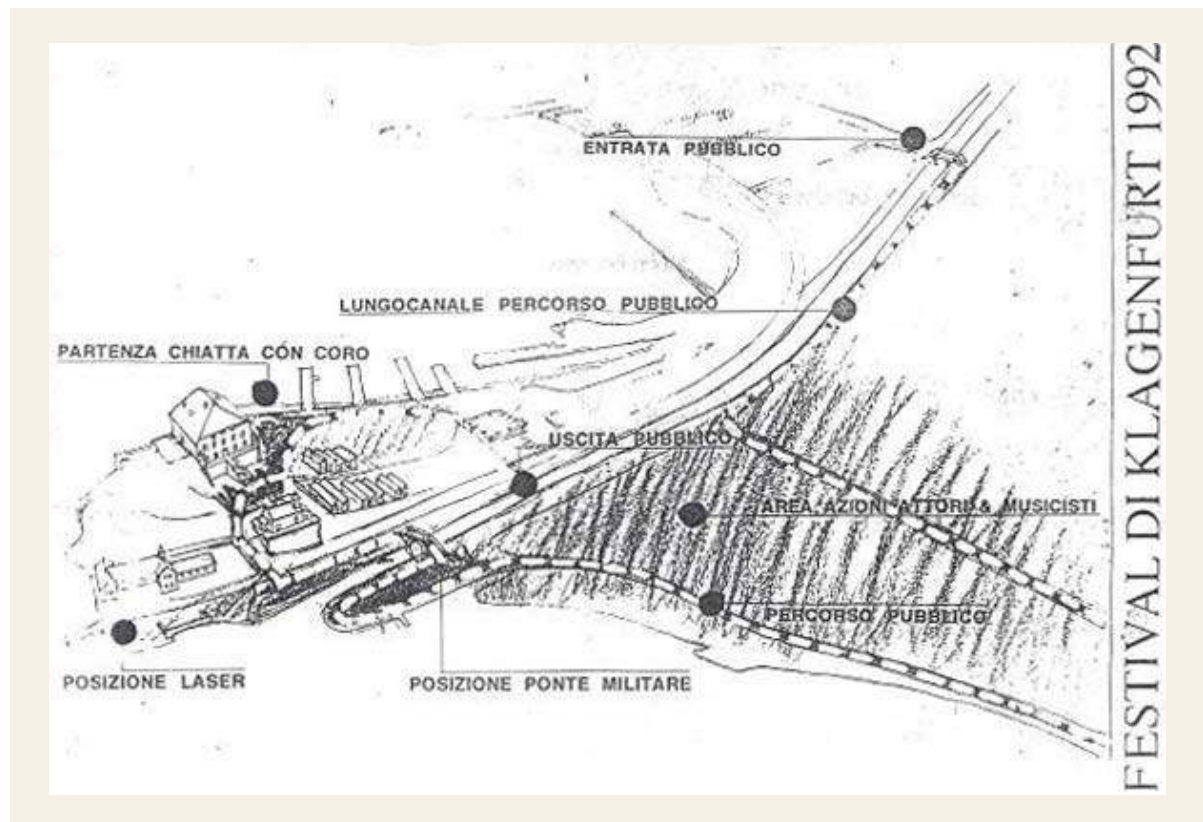 ENTRATA PUBBLICO
LUNGOCANALE PERCORSO PUBBLICO
PARTENZA CHIATTA CON CORO
USCITA PUBBLICO
AREA AZIONI ATTORI & MUSICISTI
PERCORSO PUBBLICO
POSIZIONE LASER
POSIZIONE PONTE MILITARE
FESTIVAL DI KLAGENFURT 1992